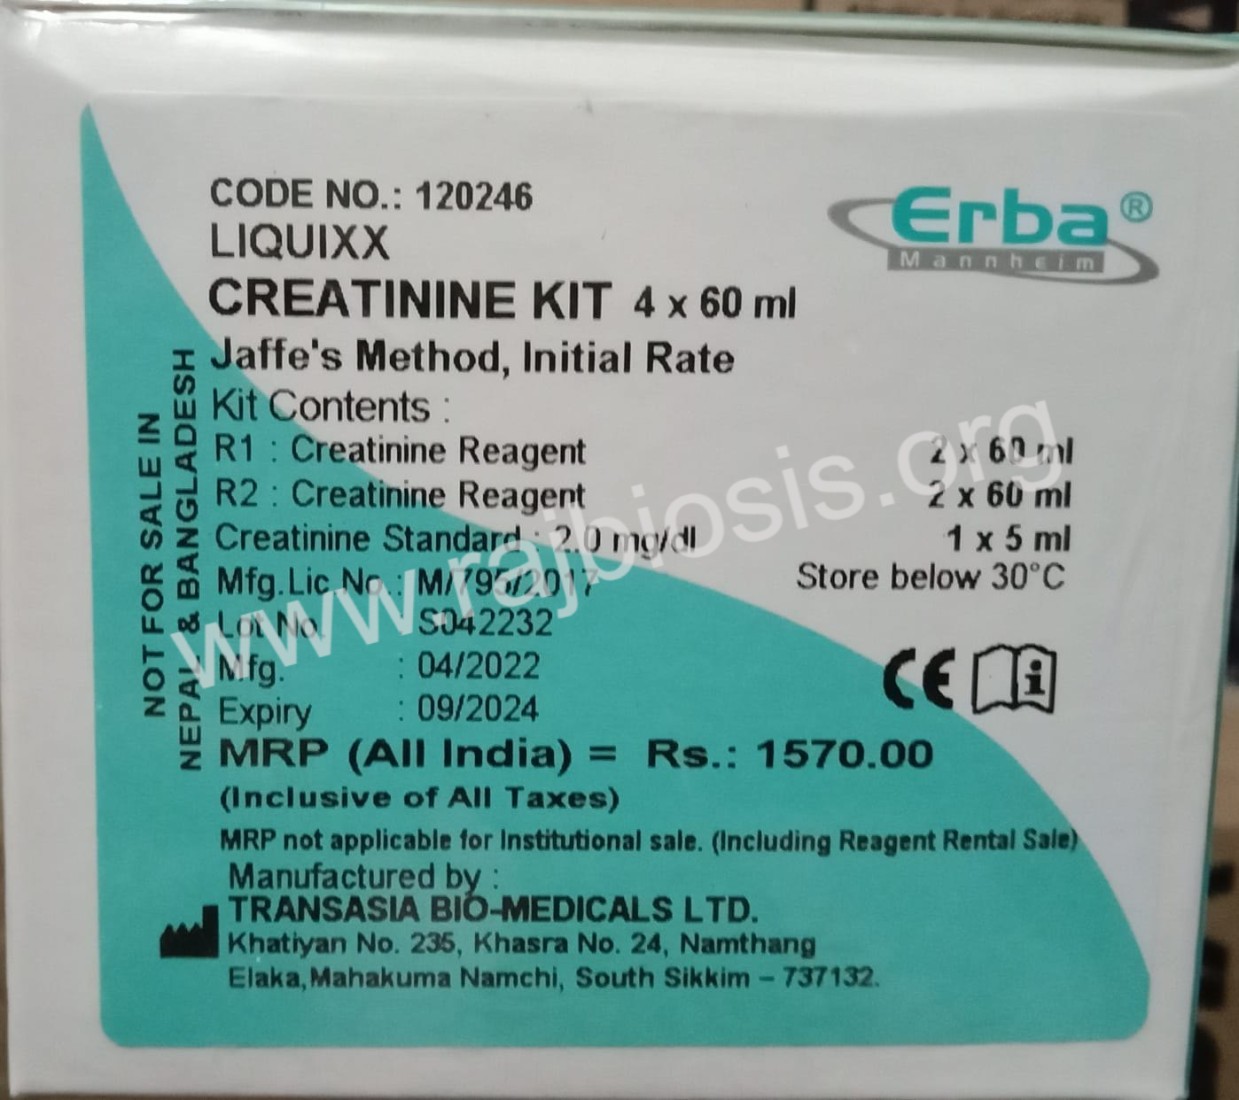 CODE NO.: 120246
LIQUIXX
CREATININE KIT 4 x 60 ml
Jaffe's Method, Initial Rate
Kit Contents :
R1 : Creatinine Reagent 2 x 60 ml
R2 : Creatinine Reagent 2 x 60 ml
Creatinine Standard : 2.0 mg/dl 1 x 5 ml
Store below 30°C
Mfg.Lic No. : M/795/2017
Lot No. S042232
Mfg. : 04/2022
Expiry : 09/2024
MRP (All India) = Rs.: 1570.00
(Inclusive of All Taxes)
MRP not applicable for Institutional sale. (Including Reagent Rental Sale)
Manufactured by :
TRANSASIA BIO-MEDICALS LTD.
Khatiyan No. 235, Khasra No. 24, Namthang
Elaka,Mahakuma Namchi, South Sikkim – 737132.
Erba®
Mannheim
CE
NOT FOR SALE IN
NEPAL & BANGLADESH
www.rajbiosis.org